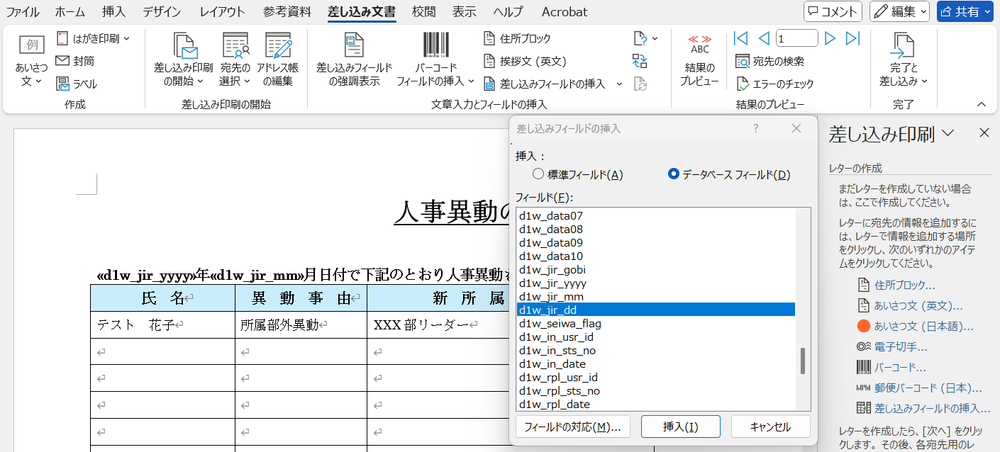 ファイル ホーム 挿入 デザイン レイアウト 参考資料 差し込み文書 校閲 表示 ヘルプ Acrobat コメント 編集 共有
例 あいさつ文
はがき印刷
封筒
ラベル
作成
差し込み印刷の開始
宛先の選択
アドレス帳の編集
差し込み印刷の開始
差し込みフィールドの強調表示
バーコードフィールドの挿入
住所ブロック
挨拶文 (英文)
差し込みフィールドの挿入
文章入力とフィールドの挿入
ABC
結果のプレビュー
1
宛先の検索
エラーのチェック
結果のプレビュー
完了と差し込み
完了
人事異動の
«d1w_jir_yyyy»年«d1w_jir_mm»月日付で下記のとおり人事異動
氏 名 異 動 事 由 新 所 属
テスト 花子 所属部外異動 XXX部リーダー
差し込みフィールドの挿入
挿入:
標準フィールド(A) データベース フィールド(D)
フィールド(F):
d1w_data07
d1w_data08
d1w_data09
d1w_data10
d1w_jir_gobi
d1w_jir_yyyy
d1w_jir_mm
d1w_jir_dd
d1w_seiwa_flag
d1w_in_usr_id
d1w_in_sts_no
d1w_in_date
d1w_rpl_usr_id
d1w_rpl_sts_no
d1w_rpl_date
フィールドの対応(M)... 挿入(I) キャンセル
差し込み印刷
レターの作成
まだレターを作成していない場合
は、ここで作成してください。
レターに宛先の情報を追加するに
は、レターで情報を追加する場所
をクリックし、次のいずれかのアイテ
ムをクリックしてください。
住所ブロック...
あいさつ文 (英文)...
あいさつ文 (日本語)...
電子切手...
バーコード...
郵便バーコード (日本)...
差し込みフィールドの挿入...
レターを作成したら、[次へ] をクリッ
クします。その後、各宛先用のレ